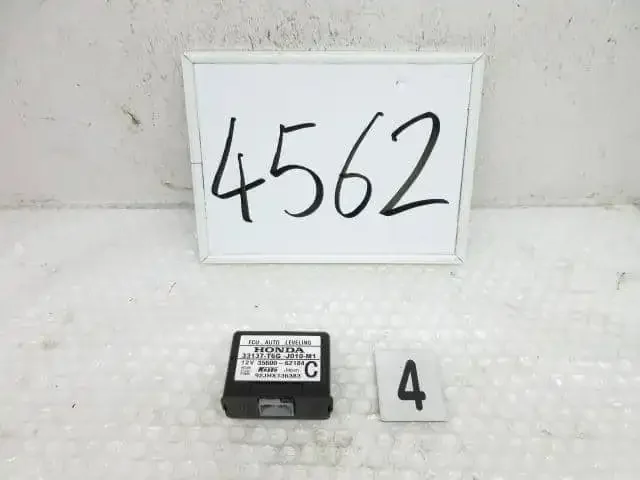 4562
ECU, AUTO LEVELING
HONDA
33137-T6G -J010-M1
12V 35600- 62184
Japan
C
4